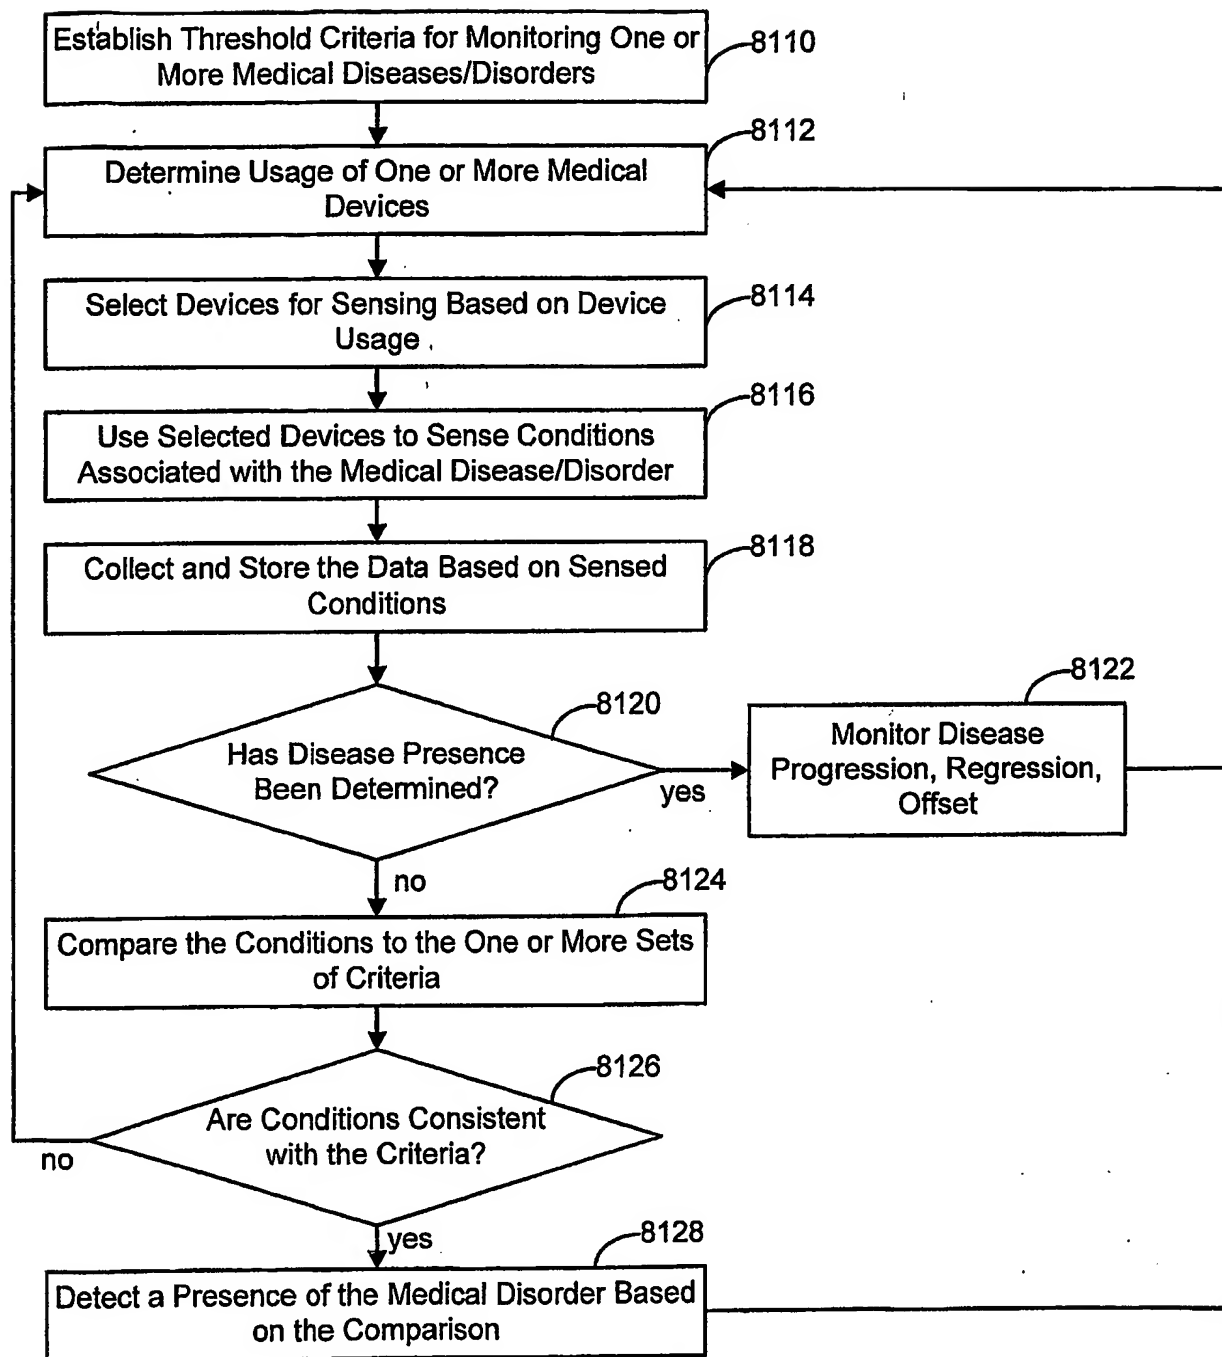 Establish Threshold Criteria for Monitoring One or
More Medical Diseases/Disorders
8110
8112
Determine Usage of One or More Medical
Devices
8114
Select Devices for Sensing Based on Device
Usage
8116
Use Selected Devices to Sense Conditions
Associated with the Medical Disease/Disorder
8118
Collect and Store the Data Based on Sensed
Conditions
8120
Has Disease Presence
Been Determined?
yes
8122
Monitor Disease
Progression, Regression,
Offset
no
8124
Compare the Conditions to the One or More Sets
of Criteria
8126
Are Conditions Consistent
with the Criteria?
no
yes
8128
Detect a Presence of the Medical Disorder Based
on the Comparison